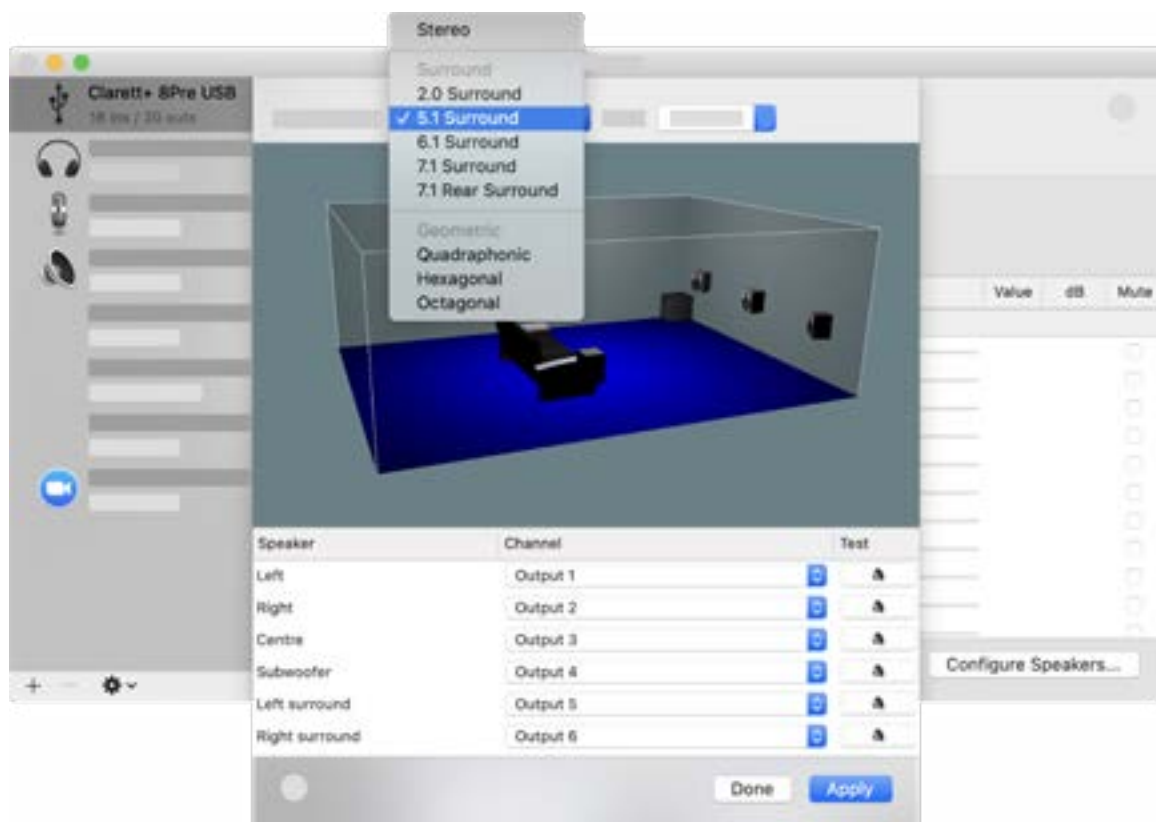 Stereo
Surround
2.0 Surround
✓ 5.1 Surround
6.1 Surround
7.1 Surround
7.1 Rear Surround
Geometric
Quadraphonic
Hexagonal
Octagonal
Clarett+ 8Pre USB
18 ins / 20 outs
Value dB Mute
Speaker Channel Test
Left Output 1
Right Output 2
Centre Output 3
Subwoofer Output 4
Left surround Output 5
Right surround Output 6
Configure Speakers...
Done Apply